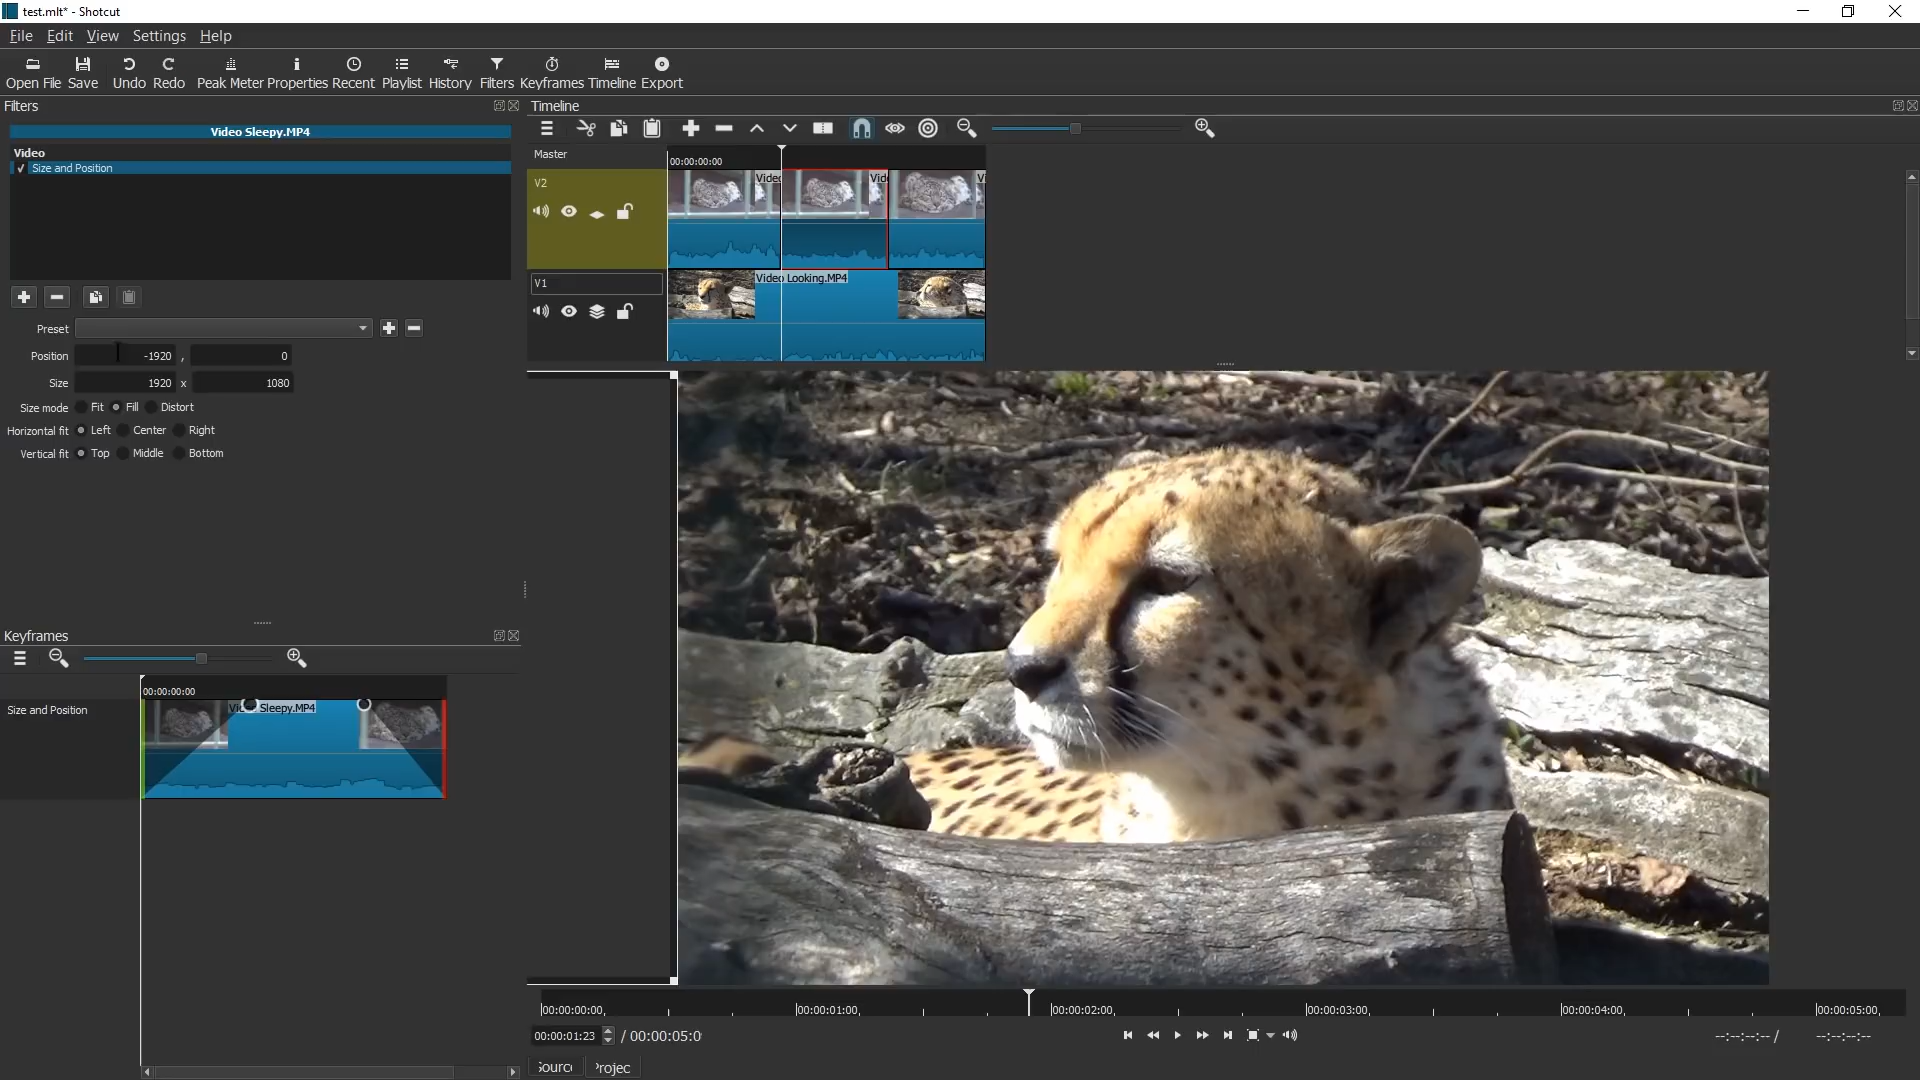 test.mlt* - Shotcut
File Edit View Settings Help
Open File Save Undo Redo Peak Meter Properties Recent Playlist History Filters Keyframes Timeline Export
Filters
Video Sleepy.MP4
Video
✓ Size and Position
Preset
Position -1920 , 0
Size 1920 x 1080
Size mode Fit Fill Distort
Horizontal fit Left Center Right
Vertical fit Top Middle Bottom
Keyframes
00:00:00:00
Size and Position
Sleepy.MP4
Timeline
Master
00:00:00:00
V2
Videc Vide Vi
V1
Video Looking.MP4
00:00:00:00 00:00:01:00 00:00:02:00 00:00:03:00 00:00:04:00 00:00:05:00
00:00:01:23 / 00:00:05:0
--:--:--:-- / --:--:--:--
Sourc Projec